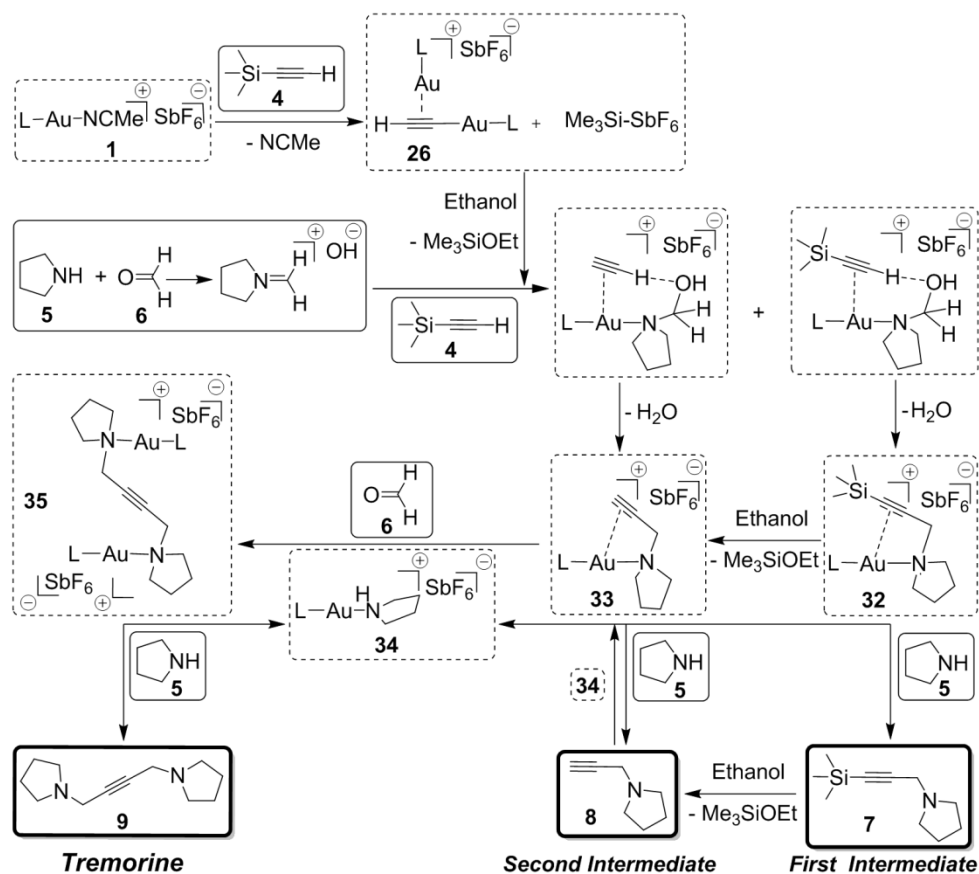 L-Au-NCMe
⊕
SbF6
⊖
1
Si
H
4
- NCMe
L
Au
⊕
SbF6
⊖
H
Au-L
26
+
Me3Si-SbF6
Ethanol
- Me3SiOEt
NH
5
+
O
H
H
6
N
H
H
⊕
OH
⊖
Si
H
4
⊕
SbF6
⊖
H
OH
L
Au
N
H
H
+
⊕
SbF6
⊖
Si
H
OH
L
Au
N
H
H
- H2O
-H2O
35
⊕
SbF6
⊖
N
Au
L
L
Au
N
SbF6
⊖
⊕
H
O
H
6
⊕
SbF6
⊖
L
Au
N
33
Ethanol
- Me3SiOEt
Si
⊕
SbF6
⊖
L
Au
N
32
H
L-Au-N
⊕
SbF6
⊖
34
NH
5
34
NH
5
NH
5
N
N
9
Tremorine
N
8
Second Intermediate
Ethanol
- Me3SiOEt
Si
N
7
First Intermediate